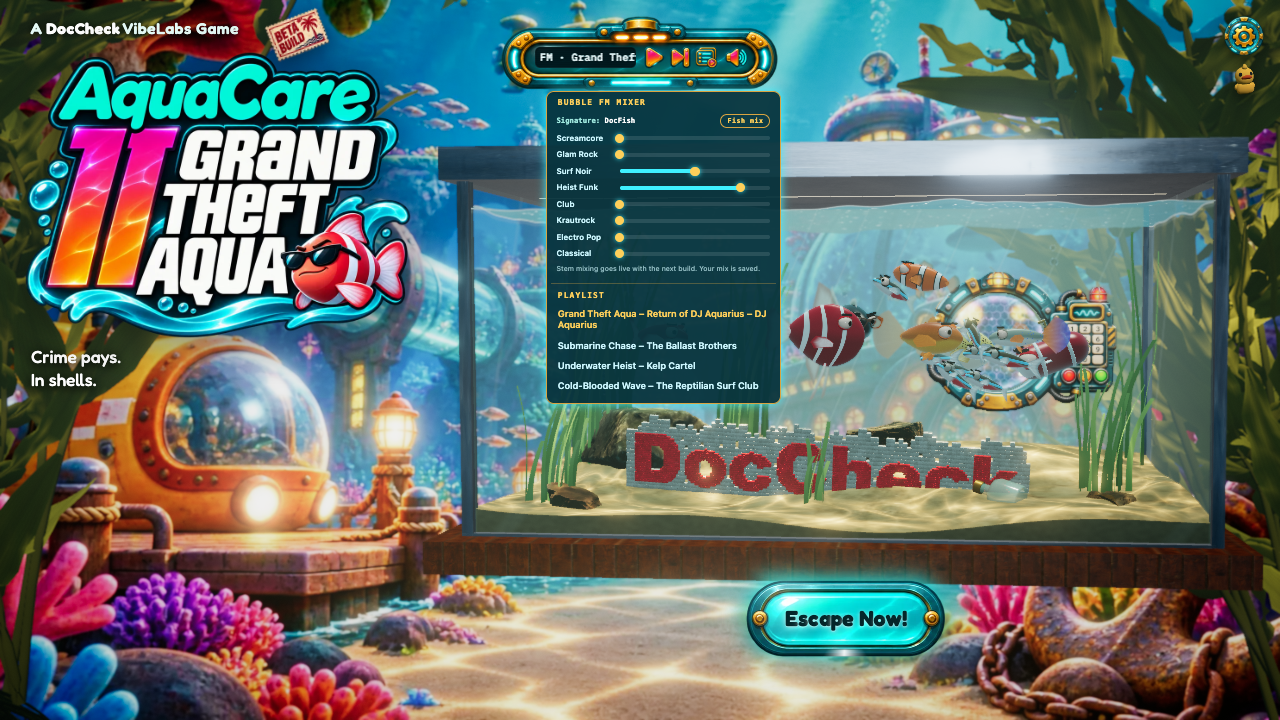 A DocCheck VibeLabs Game
BETA
BUILD
AquaCare
II
GRAND
THEFT
AQUA
Crime pays.
In shells.
FM · Grand Thef
BUBBLE FM MIXER
Signature: DocFish
Fish mix
Screamcore
Glam Rock
Surf Noir
Heist Funk
Club
Krautrock
Electro Pop
Classical
Stem mixing goes live with the next build. Your mix is saved.
PLAYLIST
Grand Theft Aqua – Return of DJ Aquarius – DJ
Aquarius
Submarine Chase – The Ballast Brothers
Underwater Heist – Kelp Cartel
Cold-Blooded Wave – The Reptilian Surf Club
DocCheck
Escape Now!